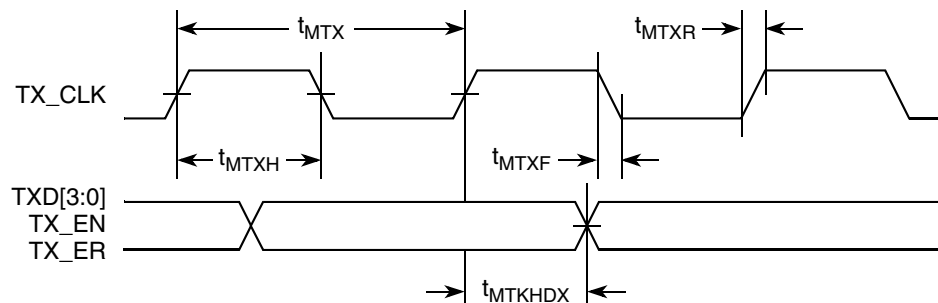 tMTX
tMTXR
TX_CLK
tMTXH
tMTXF
TXD[3:0]
TX_EN
TX_ER
tMTKHDX